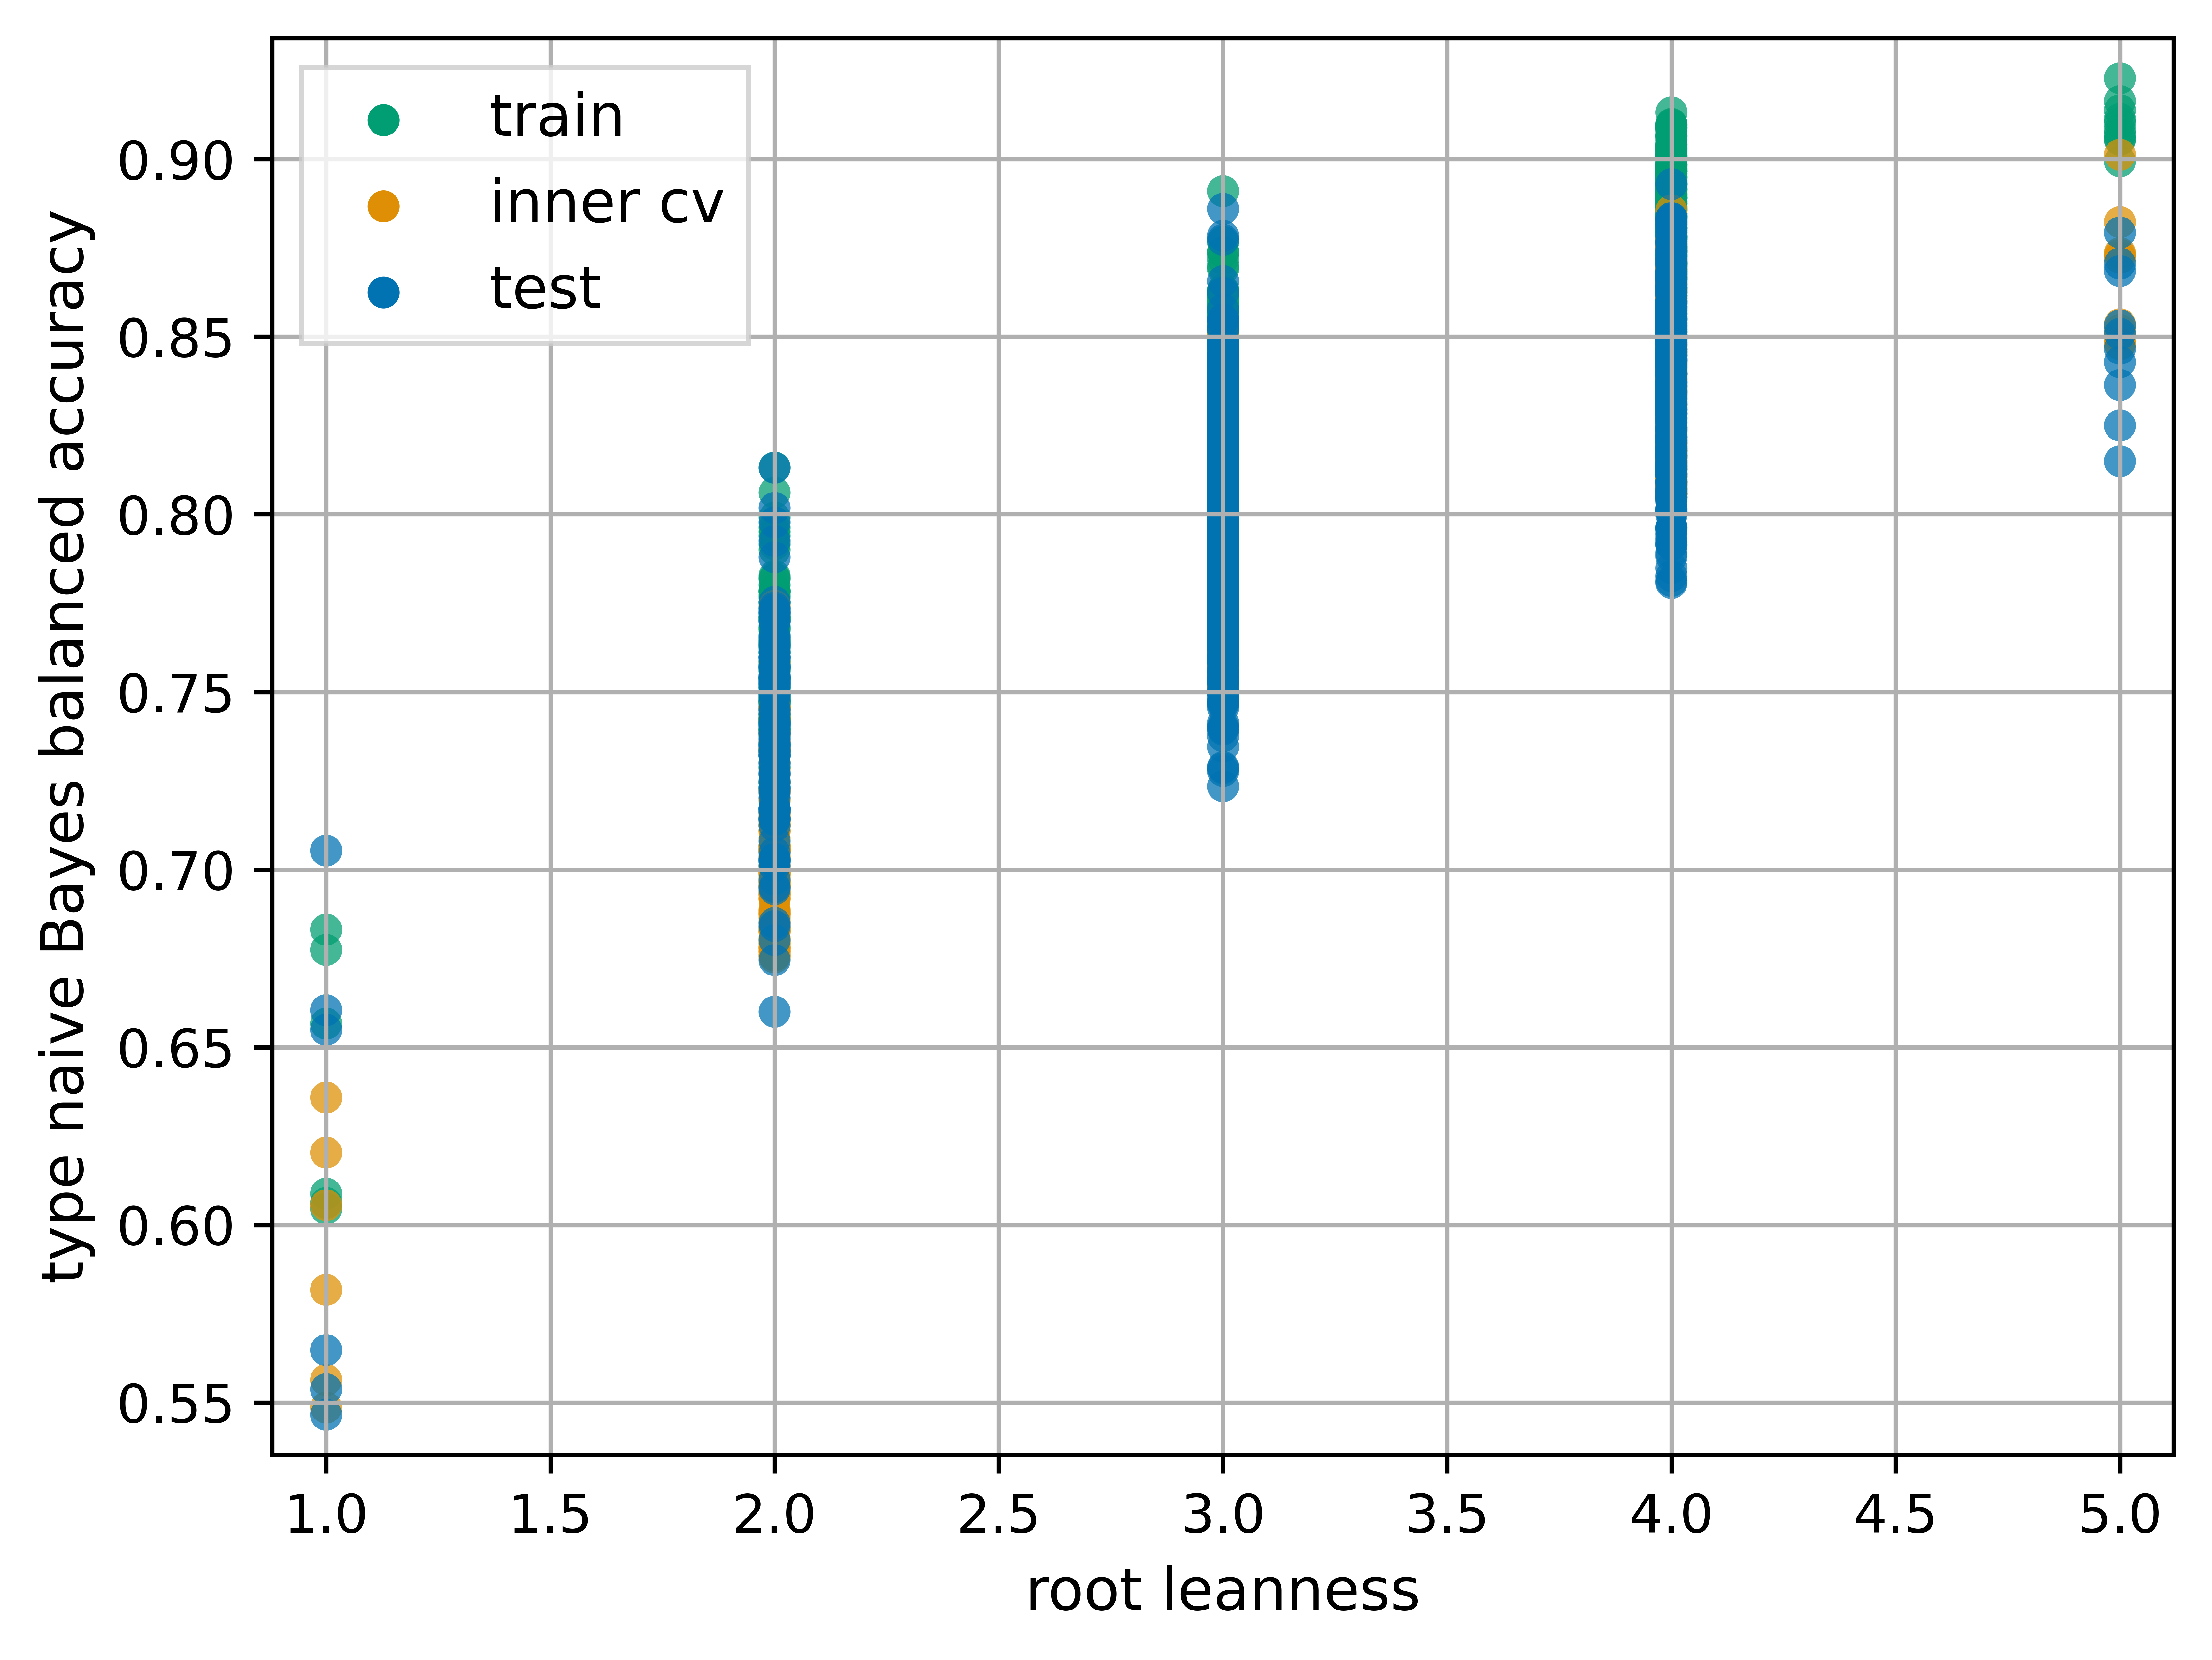 train
inner cv
test
0.90
0.85
0.80
0.75
0.70
0.65
0.60
0.55
type naive Bayes balanced accuracy
1.0 1.5 2.0 2.5 3.0 3.5 4.0 4.5 5.0
root leanness